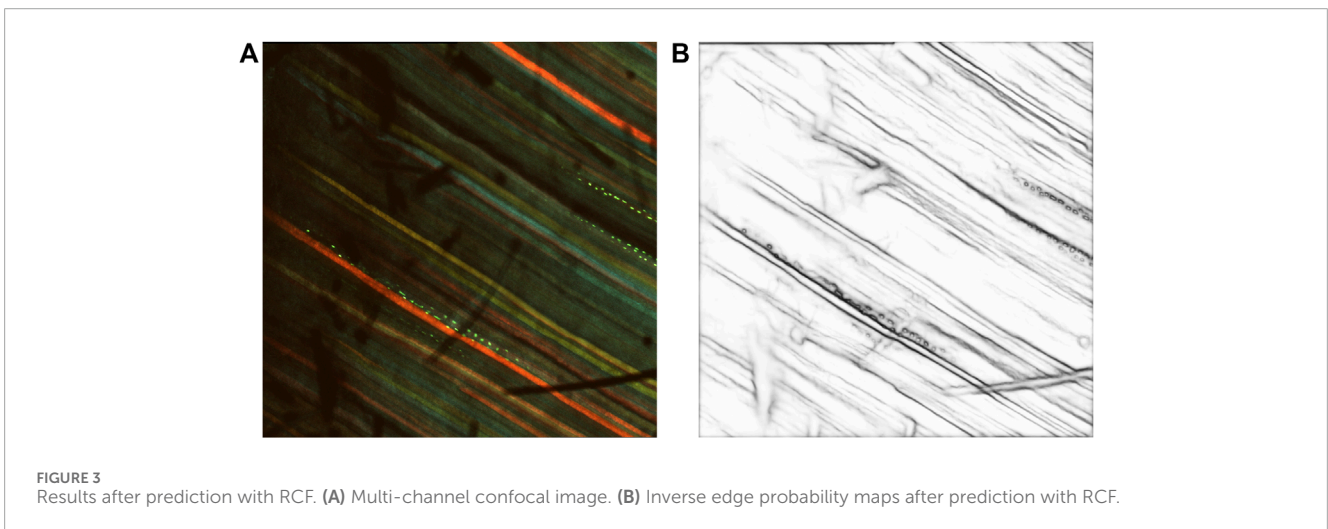 A
B
FIGURE 3
Results after prediction with RCF. (A) Multi-channel confocal image. (B) Inverse edge probability maps after prediction with RCF.